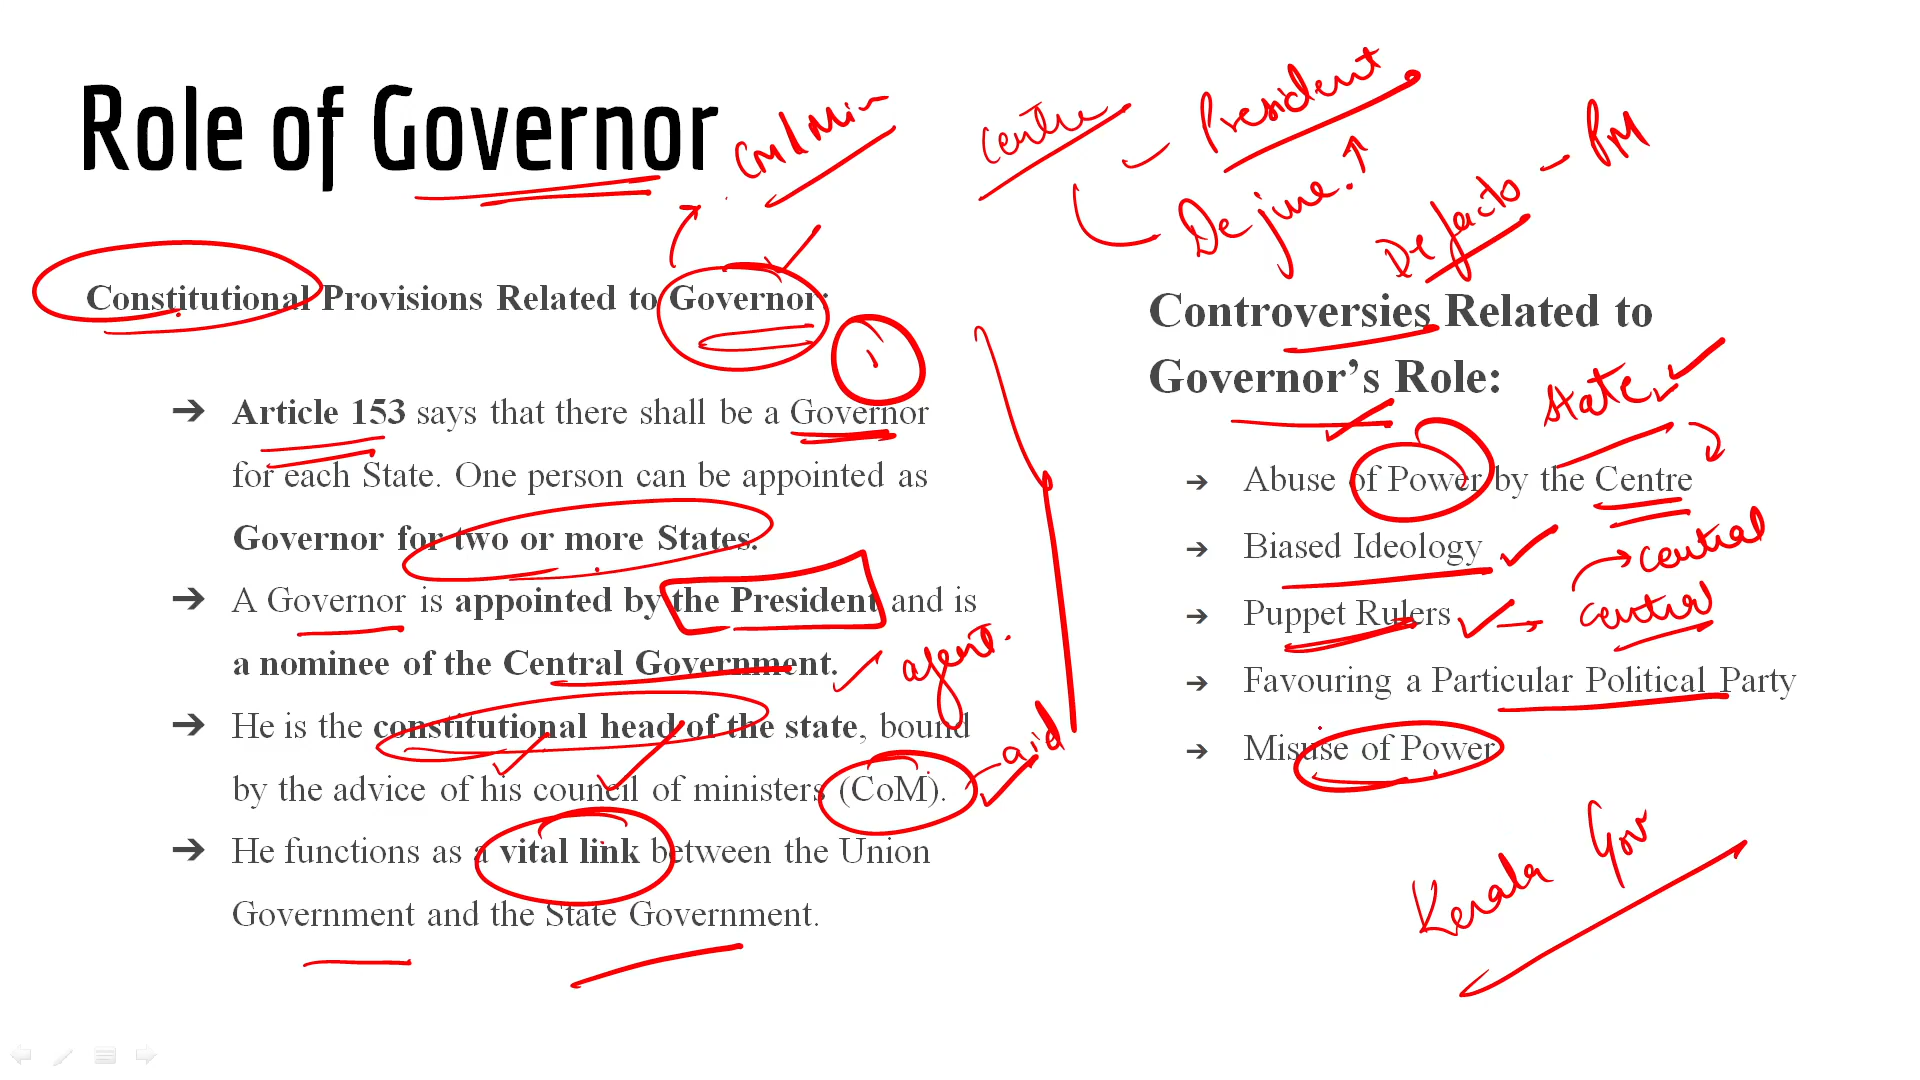 Role of Governor
CM & Min
Centre - President
De jure.
De facto - PM
Constitutional Provisions Related to Governor:
1
➔ Article 153 says that there shall be a Governor
for each State. One person can be appointed as
Governor for two or more States.
➔ A Governor is appointed by the President and is
a nominee of the Central Government.
agent.
➔ He is the constitutional head of the state, bound
by the advice of his council of ministers (CoM).
aid
➔ He functions as a vital link between the Union
Government and the State Government.
Controversies Related to
Governor’s Role:
State
➔ Abuse of Power by the Centre
➔ Biased Ideology
central
➔ Puppet Rulers
central
➔ Favouring a Particular Political Party
➔ Misuse of Power
Kerala Gov